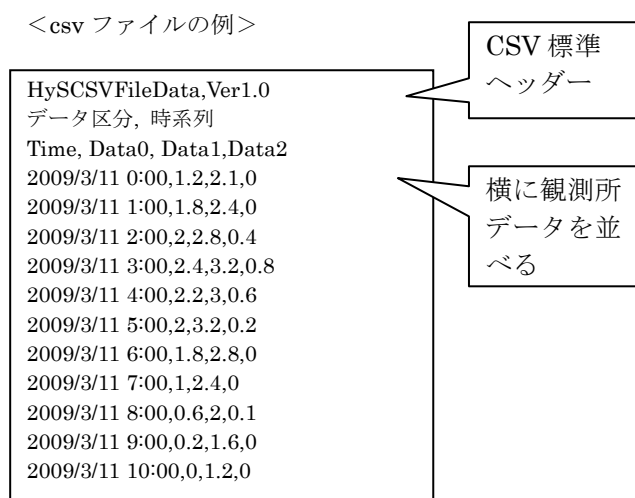 ＜csv ファイルの例＞
CSV 標準
ヘッダー
HySCSVFileData,Ver1.0
データ区分, 時系列
Time, Data0, Data1,Data2
2009/3/11 0:00,1.2,2.1,0
2009/3/11 1:00,1.8,2.4,0
2009/3/11 2:00,2,2.8,0.4
2009/3/11 3:00,2.4,3.2,0.8
2009/3/11 4:00,2.2,3,0.6
2009/3/11 5:00,2,3.2,0.2
2009/3/11 6:00,1.8,2.8,0
2009/3/11 7:00,1,2.4,0
2009/3/11 8:00,0.6,2,0.1
2009/3/11 9:00,0.2,1.6,0
2009/3/11 10:00,0,1.2,0
横に観測所
データを並
べる